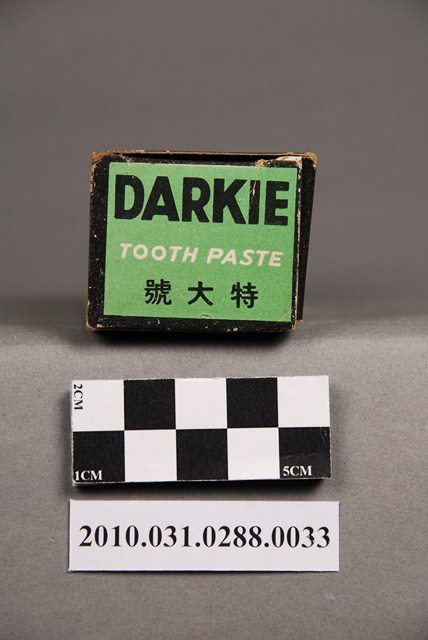 DARKIE
TOOTH PASTE
號大特
2CM
1CM
5CM
2010.031.0288.0033